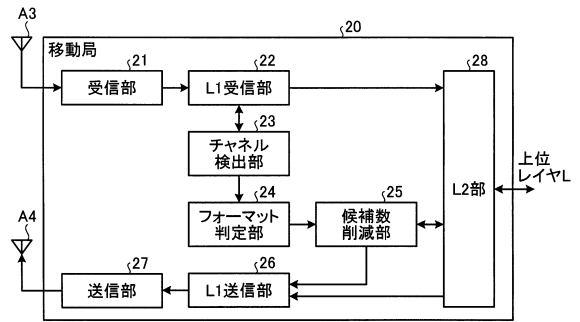 A3
20
移動局
21
受信部
22
L1受信部
28
L2部
23
チャネル
検出部
上位
レイヤL
24
フォーマット
判定部
25
候補数
削減部
A4
27
送信部
26
L1送信部